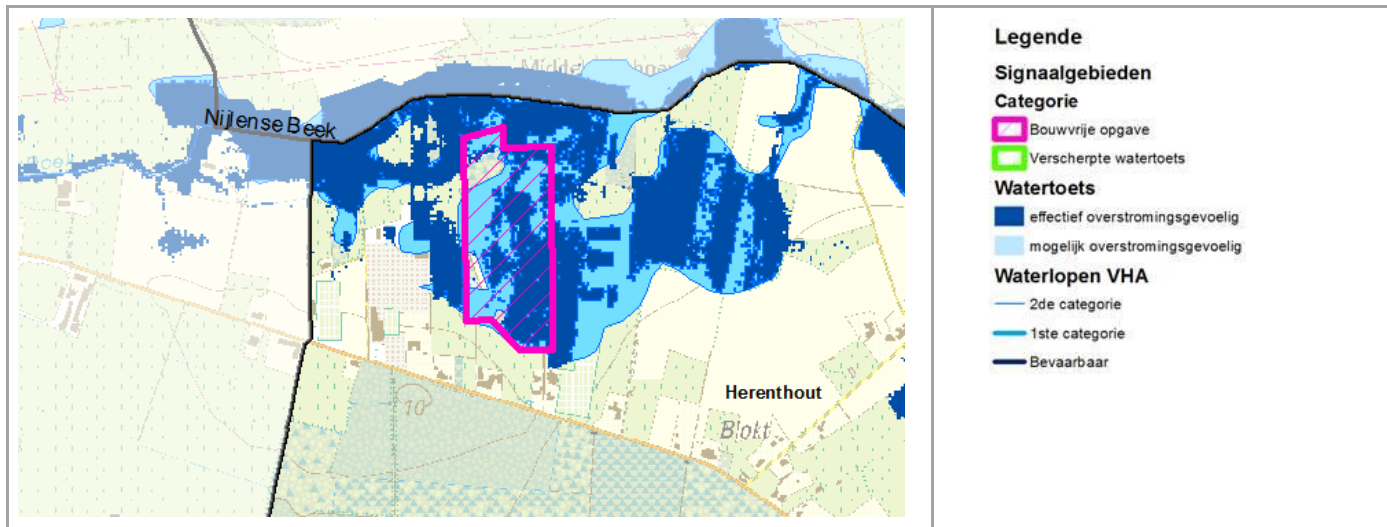 Nijlense Beek
10
Herenthout
Blokt
Legende
Signaalgebieden
Categorie
Bouwvrije opgave
Verscherpte watertoets
Watertoets
effectief overstromingsgevoelig
mogelijk overstromingsgevoelig
Waterlopen VHA
2de categorie
1ste categorie
Bevaarbaar